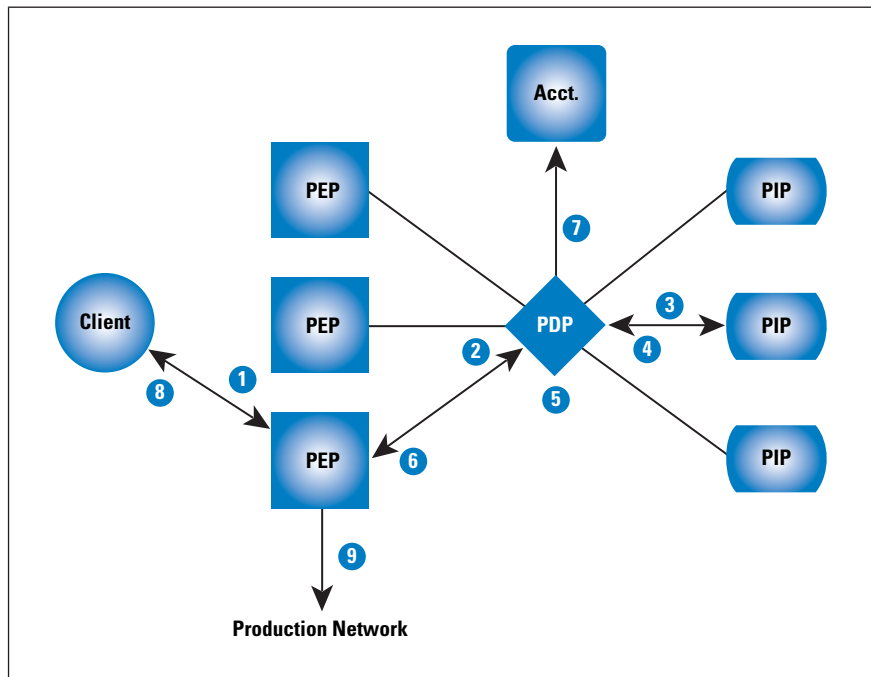 Acct.
PEP
PIP
7
Client
PEP
PDP
3
PIP
2
4
1
8
5
PEP
6
PIP
9
Production Network